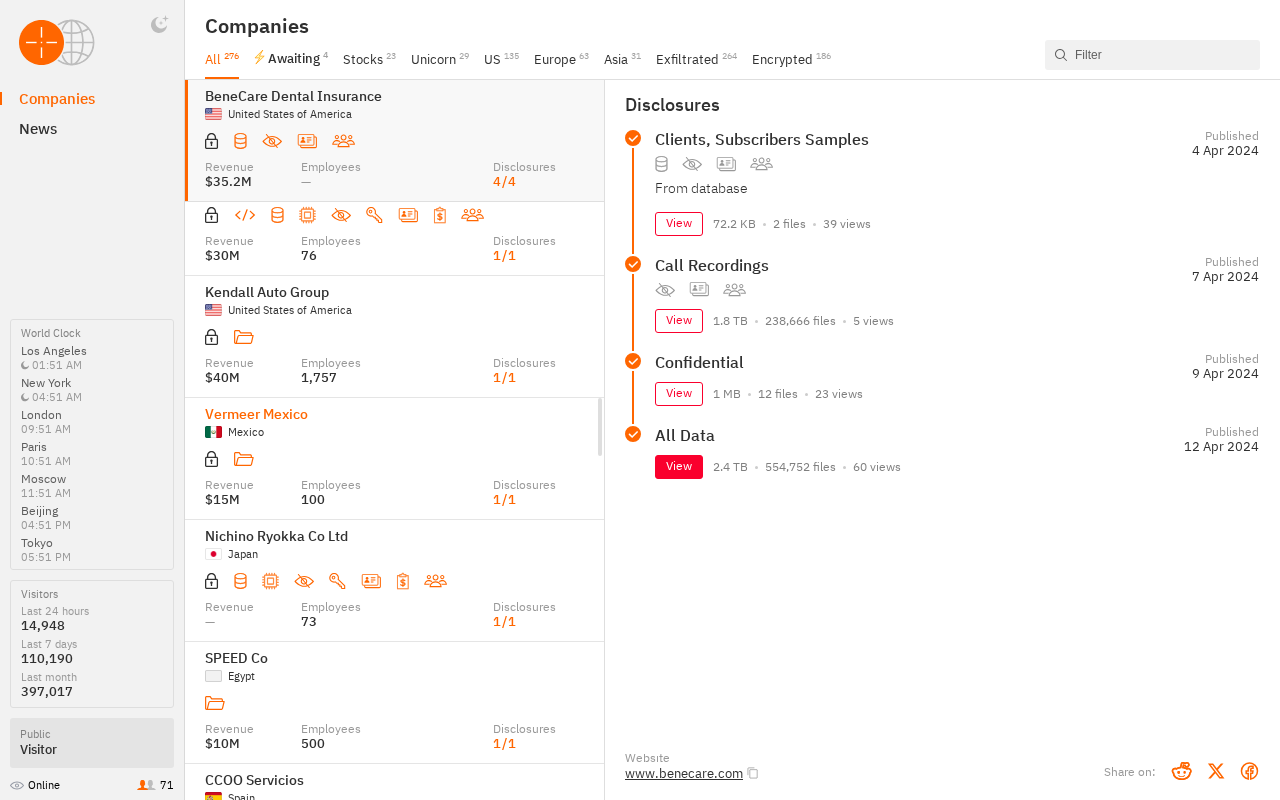 Companies
News
World Clock
Los Angeles
01:51 AM
New York
04:51 AM
London
09:51 AM
Paris
10:51 AM
Moscow
11:51 AM
Beijing
04:51 PM
Tokyo
05:51 PM
Visitors
Last 24 hours
14,948
Last 7 days
110,190
Last month
397,017
Public
Visitor
Online 71
Companies
All 276 Awaiting 4 Stocks 23 Unicorn 29 US 135 Europe 63 Asia 31 Exfiltrated 264 Encrypted 186
Filter
BeneCare Dental Insurance
United States of America
Revenue Employees Disclosures
$35.2M — 4/4
Revenue Employees Disclosures
$30M 76 1/1
Kendall Auto Group
United States of America
Revenue Employees Disclosures
$40M 1,757 1/1
Vermeer Mexico
Mexico
Revenue Employees Disclosures
$15M 100 1/1
Nichino Ryokka Co Ltd
Japan
Revenue Employees Disclosures
— 73 1/1
SPEED Co
Egypt
Revenue Employees Disclosures
$10M 500 1/1
CCOO Servicios
Spain
Disclosures
Clients, Subscribers Samples
Published
4 Apr 2024
From database
View 72.2 KB • 2 files • 39 views
Call Recordings
Published
7 Apr 2024
View 1.8 TB • 238,666 files • 5 views
Confidential
Published
9 Apr 2024
View 1 MB • 12 files • 23 views
All Data
Published
12 Apr 2024
View 2.4 TB • 554,752 files • 60 views
Website
www.benecare.com
Share on: